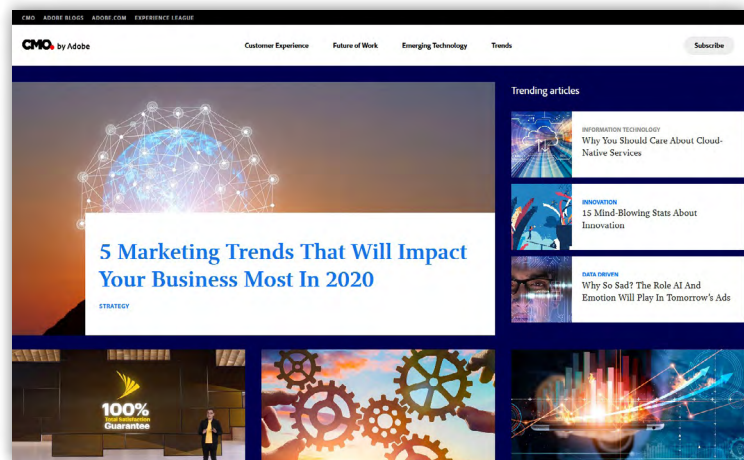 CMO ADOBE BLOGS ADOBE.COM EXPERIENCE LEAGUE
CMO. by Adobe
Customer Experience Future of Work Emerging Technology Trends
Subscribe
5 Marketing Trends That Will Impact
Your Business Most In 2020
STRATEGY
Trending articles
INFORMATION TECHNOLOGY
Why You Should Care About Cloud-
Native Services
INNOVATION
15 Mind-Blowing Stats About
Innovation
DATA DRIVEN
Why So Sad? The Role AI And
Emotion Will Play In Tomorrow's Ads
100%
Total Satisfaction
Guarantee